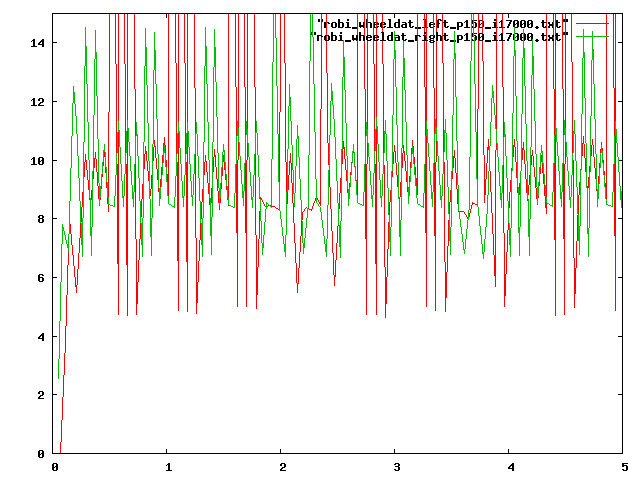 "robi_wheeldat_left_p150_i17000.txt"
"robi_wheeldat_right_p150_i17000.txt"
14
12
10
8
6
4
2
0
0 1 2 3 4 5